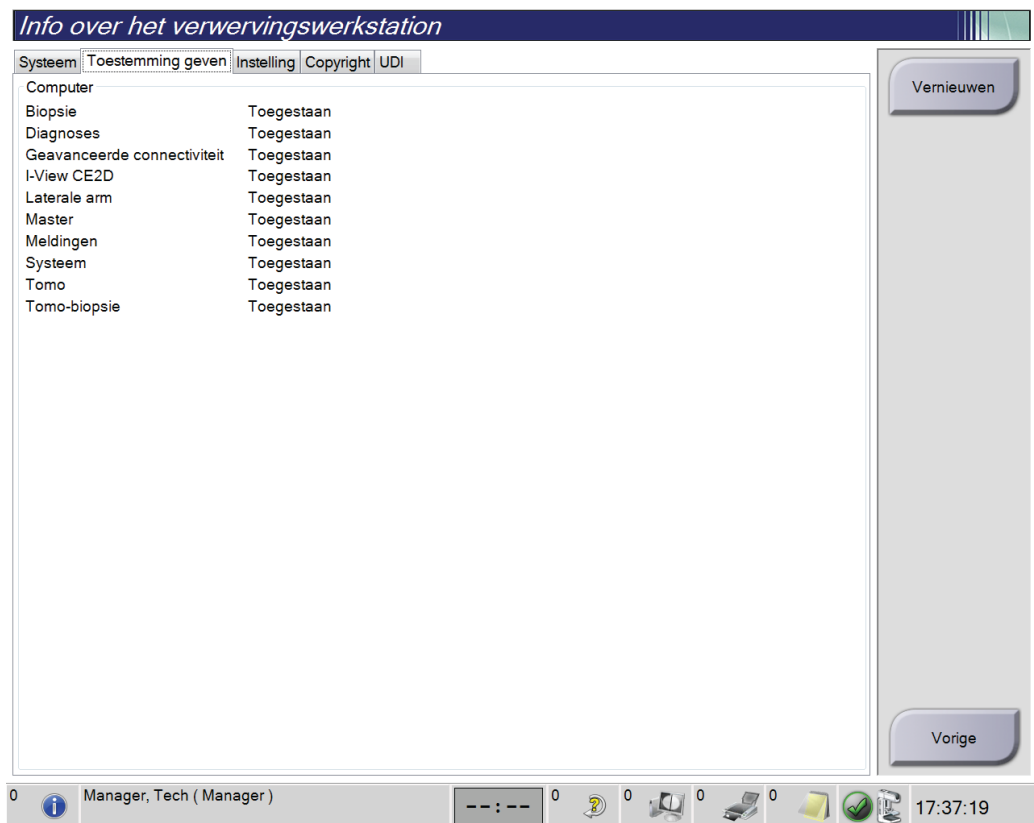 Info over het verwervingswerkstation
Systeem Toestemming geven Instelling Copyright UDI
Computer
Biopsie Toegestaan
Diagnoses Toegestaan
Geavanceerde connectiviteit Toegestaan
I-View CE2D Toegestaan
Laterale arm Toegestaan
Master Toegestaan
Meldingen Toegestaan
Systeem Toegestaan
Tomo Toegestaan
Tomo-biopsie Toegestaan
Vernieuwen
Vorige
0 Manager, Tech ( Manager ) --:-- 0 0 0 0 17:37:19